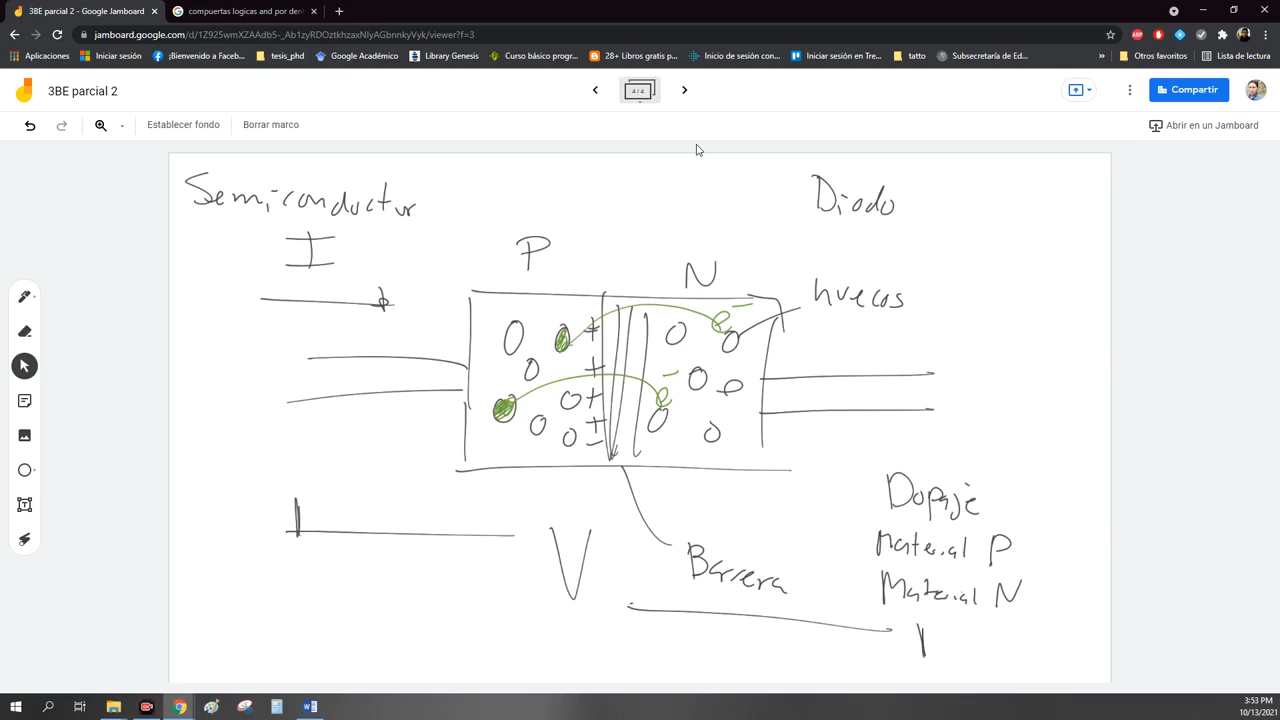 3BE parcial 2 - Google Jamboard
compuertas logicas and por dent
jamboard.google.com/d/1Z925wmXZAAdb5-_Ab1zyRDOztkhzaxNlyAGbnnkyVyk/viewer?f=3
Aplicaciones
Iniciar sesión
¡Bienvenido a Facebo...
tesis_phd
Google Académico
Library Genesis
Curso básico progr...
28+ Libros gratis p...
Inicio de sesión con...
Iniciar sesión en Tre...
tatto
Subsecretaría de Ed...
»
Otros favoritos
Lista de lectura
3BE parcial 2
4 / 4
Compartir
Establecer fondo
Borrar marco
Abrir en un Jamboard
Semiconductor
Diodo
I
P
N
huecos
V
Barrera
Dopaje
Material P
Material N
3:53 PM
10/13/2021